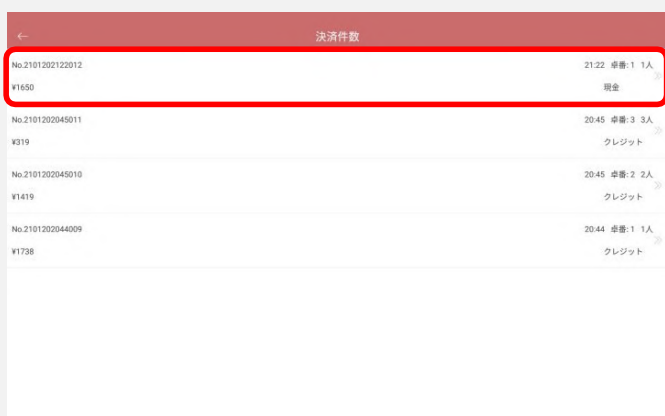 ← 決済件数
No.2101202122012 21:22 卓番:1 1人
¥1650 現金
No.2101202045011 20:45 卓番:3 3人
¥319 クレジット
No.2101202045010 20:45 卓番:2 2人
¥1419 クレジット
No.2101202044009 20:44 卓番:1 1人
¥1738 クレジット